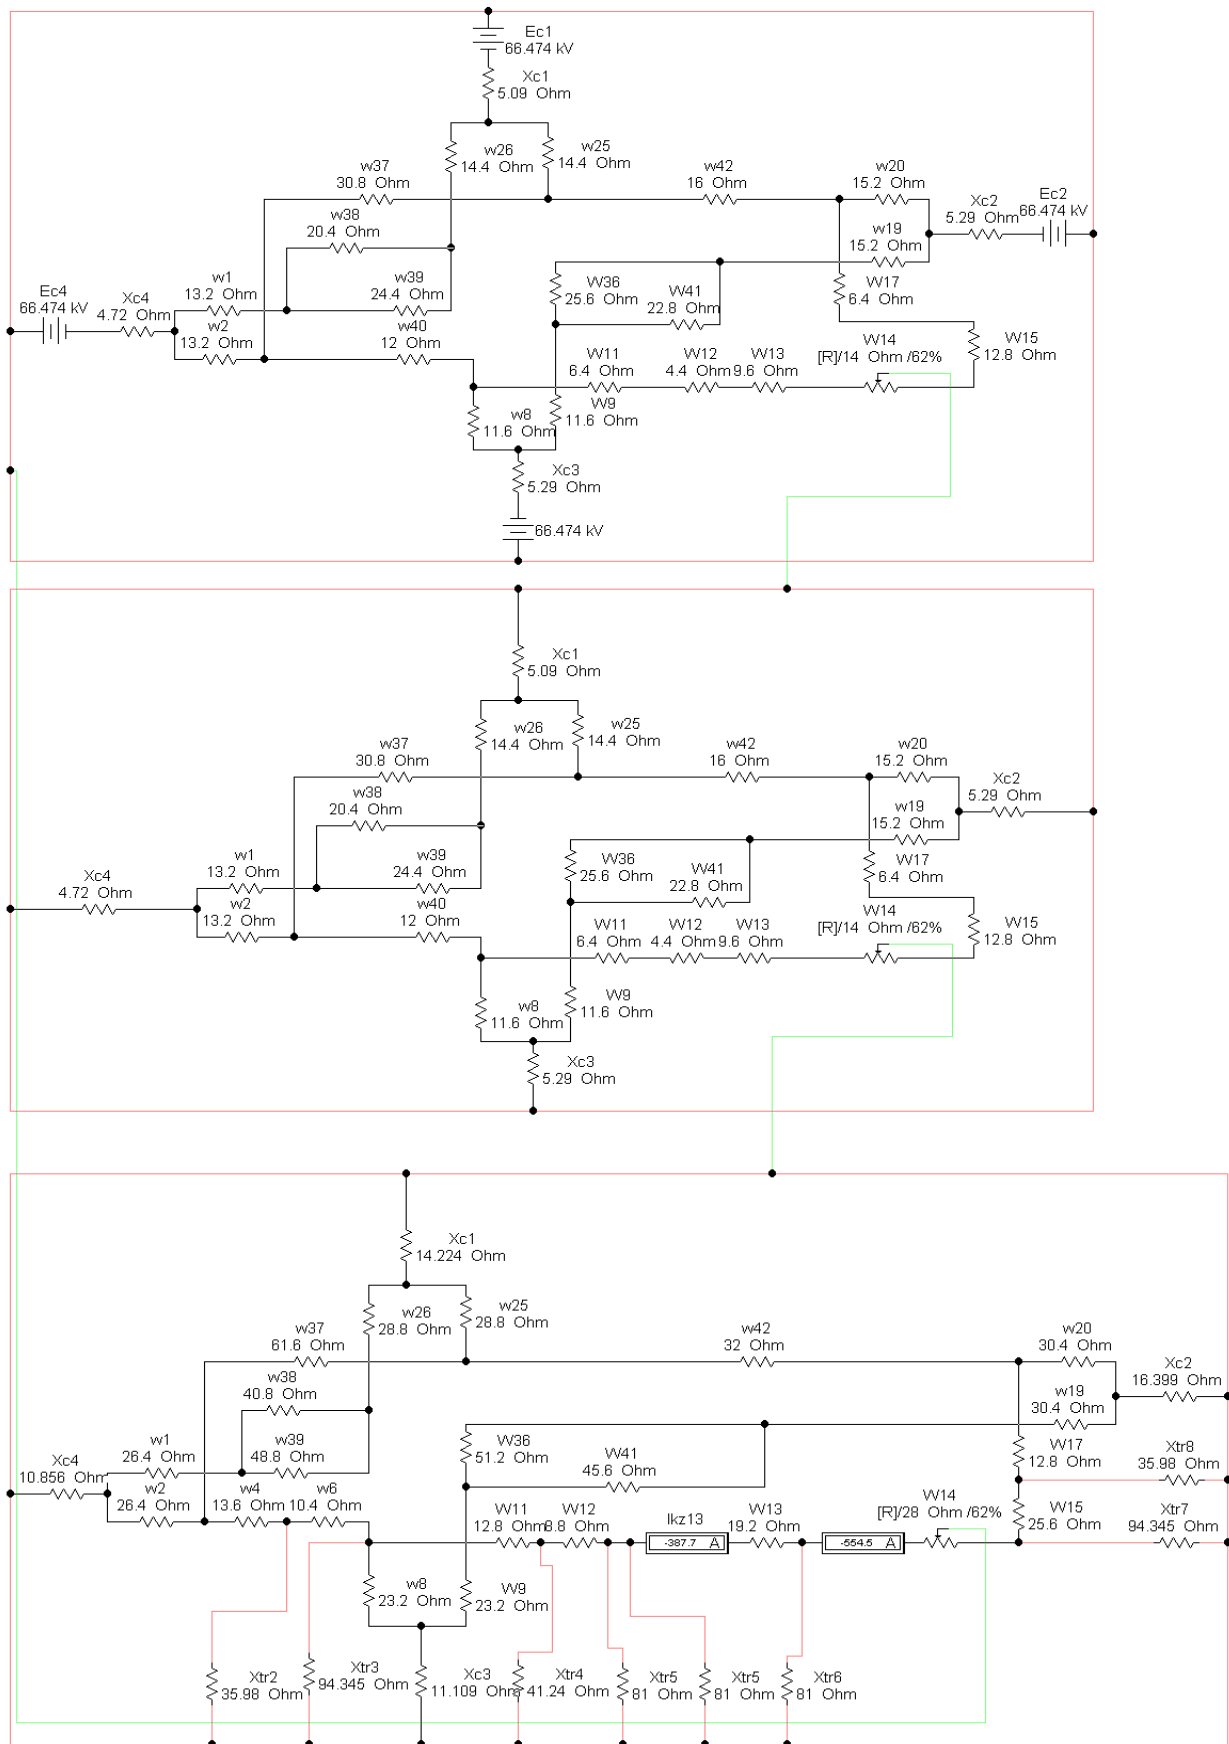 Ec1
66.474 kV
Xc1
5.09 Ohm
w26
14.4 Ohm
w25
14.4 Ohm
w37
30.8 Ohm
w42
16 Ohm
w20
15.2 Ohm
Ec2
66.474 kV
Xc2
5.29 Ohm
w38
20.4 Ohm
w19
15.2 Ohm
Ec4
66.474 kV
Xc4
4.72 Ohm
w1
13.2 Ohm
w39
24.4 Ohm
W36
25.6 Ohm
W41
22.8 Ohm
W17
6.4 Ohm
w2
13.2 Ohm
w40
12 Ohm
W11
6.4 Ohm
W12
4.4 Ohm
W13
9.6 Ohm
W14
[R]/14 Ohm /62%
W15
12.8 Ohm
w8
11.6 Ohm
W9
11.6 Ohm
Xc3
5.29 Ohm
66.474 kV
Xc1
5.09 Ohm
w26
14.4 Ohm
w25
14.4 Ohm
w37
30.8 Ohm
w42
16 Ohm
w20
15.2 Ohm
Xc2
5.29 Ohm
w38
20.4 Ohm
w19
15.2 Ohm
Xc4
4.72 Ohm
w1
13.2 Ohm
w39
24.4 Ohm
W36
25.6 Ohm
W41
22.8 Ohm
W17
6.4 Ohm
w2
13.2 Ohm
w40
12 Ohm
W11
6.4 Ohm
W12
4.4 Ohm
W13
9.6 Ohm
W14
[R]/14 Ohm /62%
W15
12.8 Ohm
w8
11.6 Ohm
W9
11.6 Ohm
Xc3
5.29 Ohm
Xc1
14.224 Ohm
w26
28.8 Ohm
w25
28.8 Ohm
w37
61.6 Ohm
w42
32 Ohm
w20
30.4 Ohm
Xc2
16.399 Ohm
w38
40.8 Ohm
w19
30.4 Ohm
Xc4
10.856 Ohm
w1
26.4 Ohm
w39
48.8 Ohm
W36
51.2 Ohm
W41
45.6 Ohm
W17
12.8 Ohm
Xtr8
35.98 Ohm
w2
26.4 Ohm
w4
13.6 Ohm
w6
10.4 Ohm
W11
12.8 Ohm
W12
8.8 Ohm
Ikz13
-387.7 A
W13
19.2 Ohm
-554.5 A
W14
[R]/28 Ohm /62%
W15
25.6 Ohm
Xtr7
94.345 Ohm
w8
23.2 Ohm
W9
23.2 Ohm
Xtr2
35.98 Ohm
Xtr3
94.345 Ohm
Xc3
11.109 Ohm
Xtr4
41.24 Ohm
Xtr5
81 Ohm
Xtr5
81 Ohm
Xtr6
81 Ohm